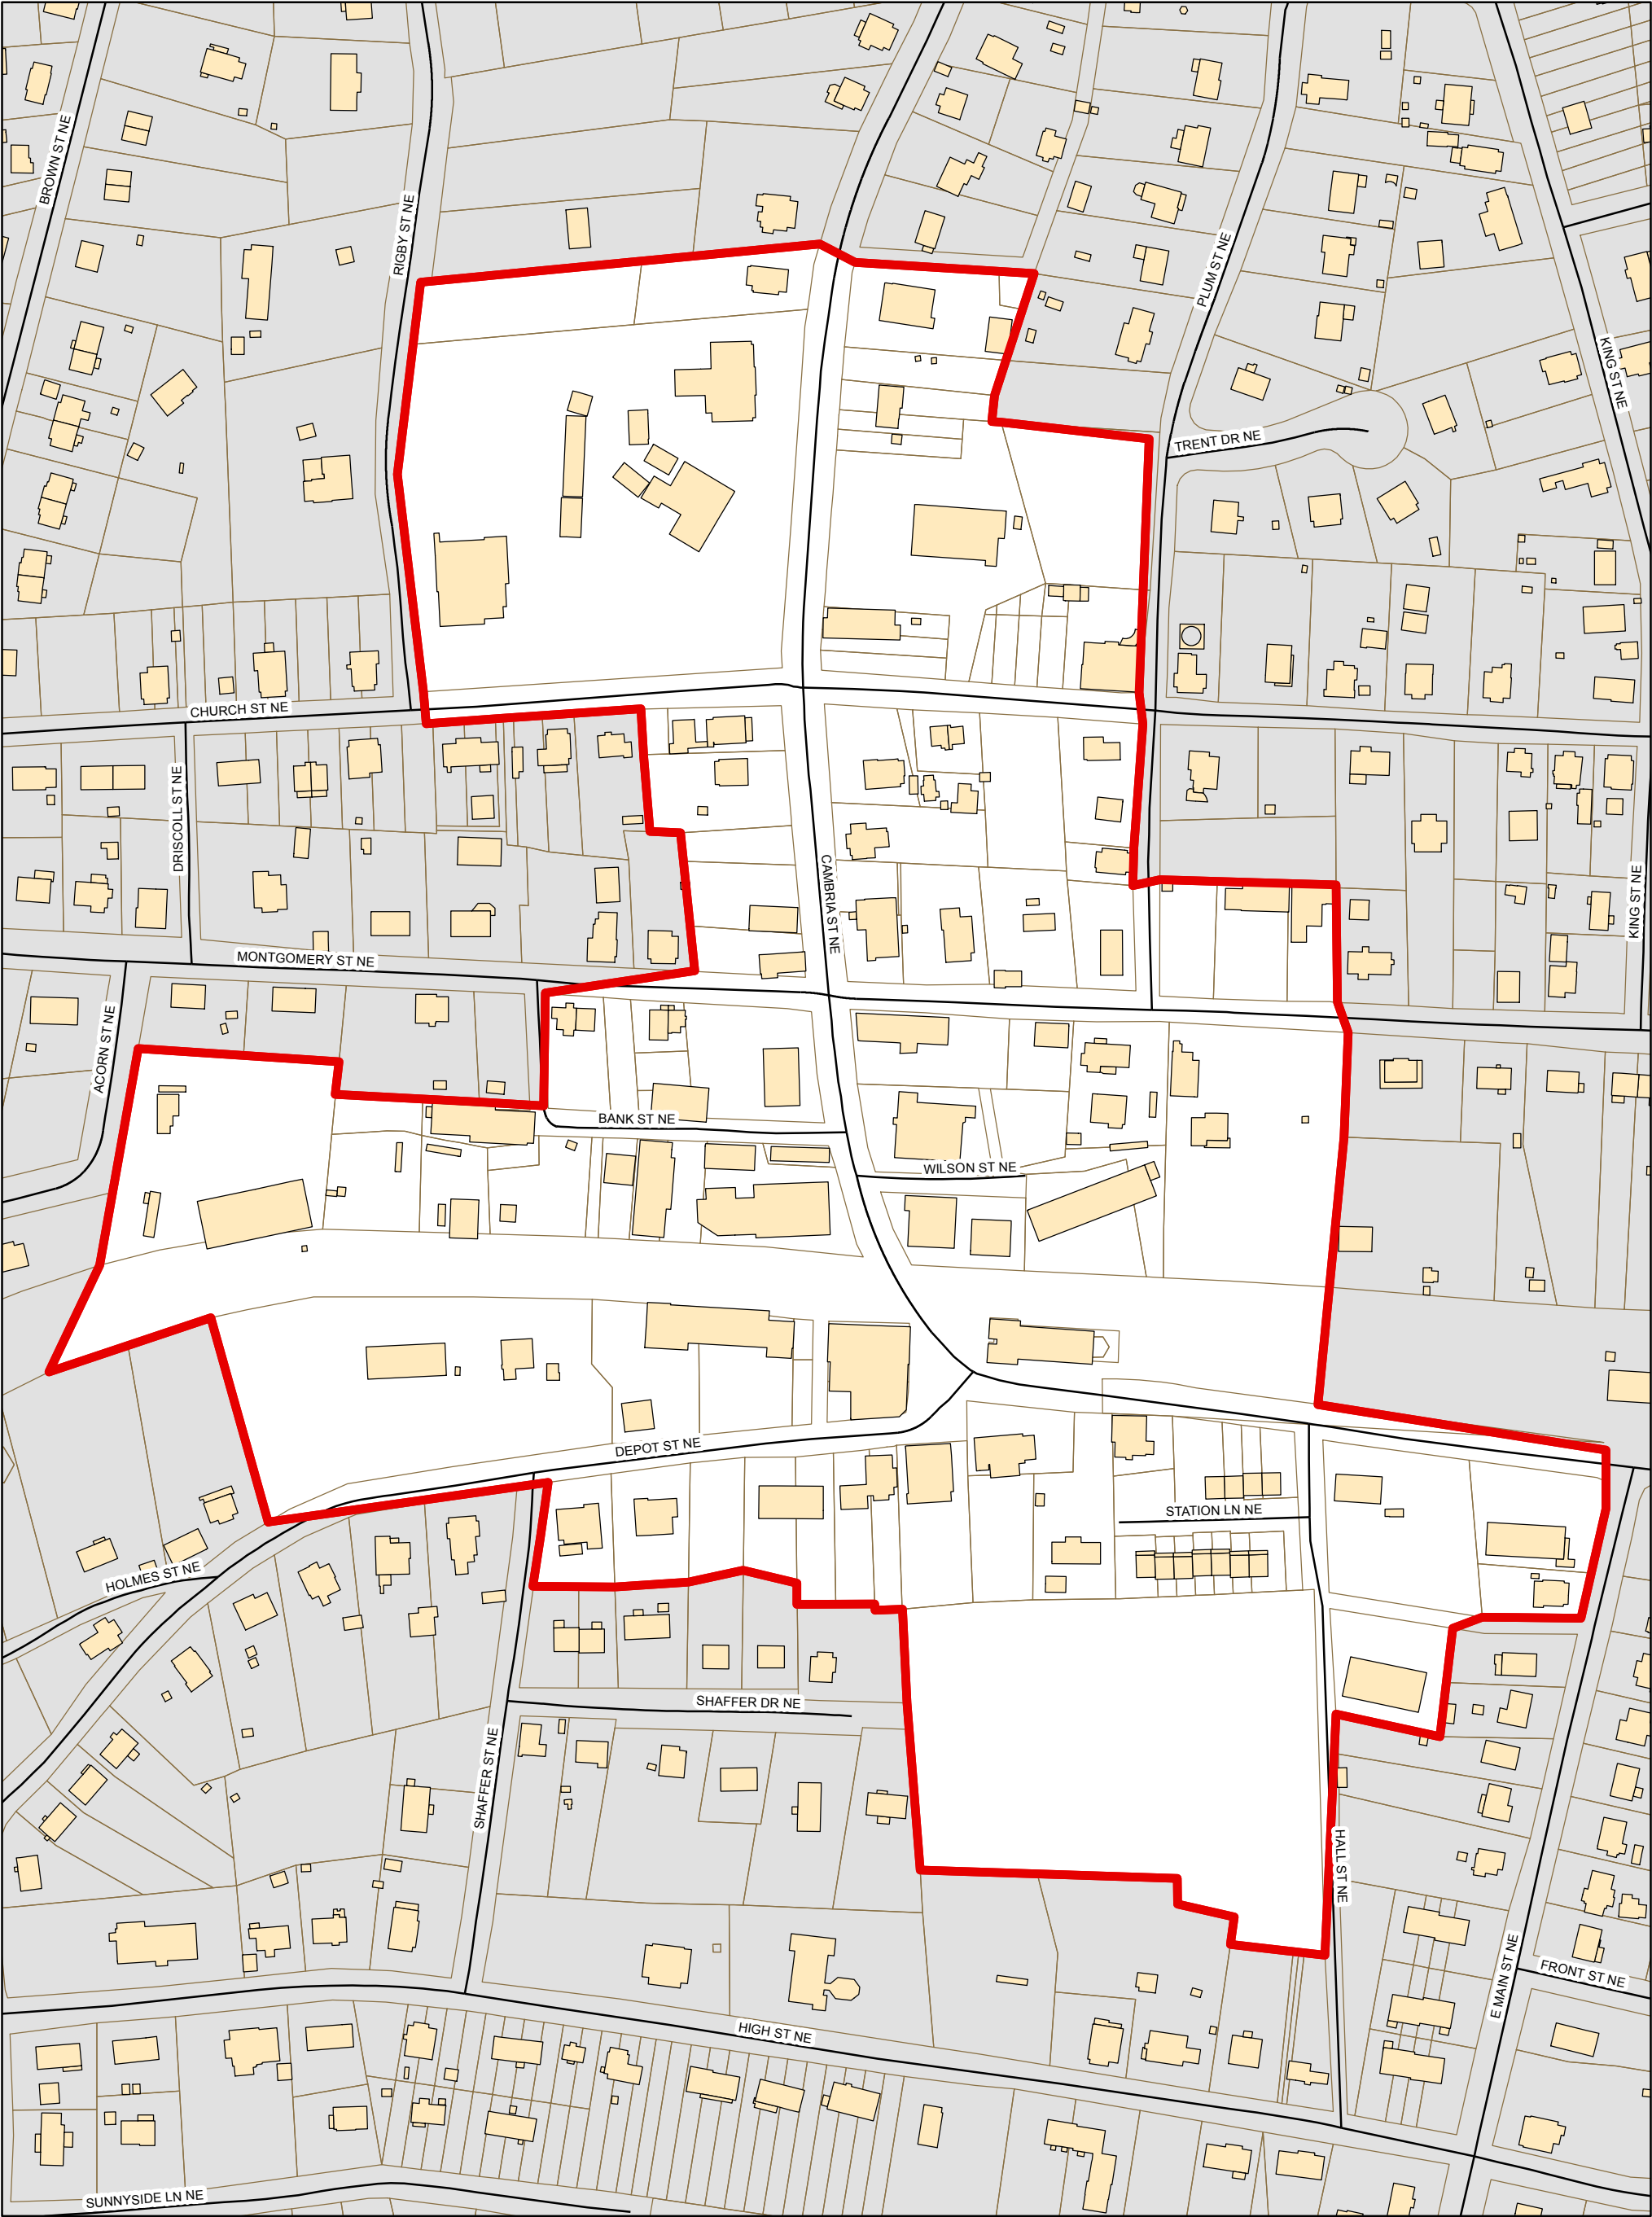 BROWN ST NE
RIGBY ST NE
PLUM ST NE
KING ST NE
TRENT DR NE
CHURCH ST NE
DRISCOLL ST NE
CAMBRIA ST NE
KING ST NE
MONTGOMERY ST NE
ACORN ST NE
BANK ST NE
WILSON ST NE
DEPOT ST NE
STATION LN NE
HOLMES ST NE
SHAFFER DR NE
SHAFFER ST NE
HALL ST NE
E MAIN ST NE
FRONT ST NE
HIGH ST NE
SUNNYSIDE LN NE